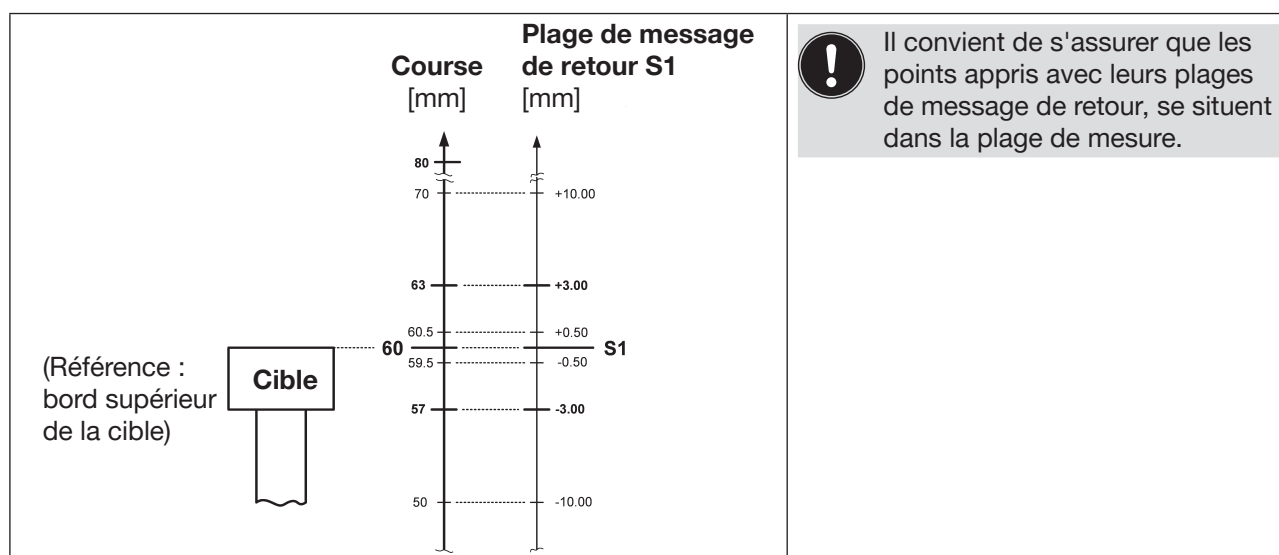 Course
[mm]
Plage de message
de retour S1
[mm]
80
70
+10.00
63
+3.00
60.5
+0.50
60
S1
59.5
-0.50
57
-3.00
50
-10.00
(Référence :
bord supérieur
de la cible)
Cible
Il convient de s'assurer que les
points appris avec leurs plages
de message de retour, se situent
dans la plage de mesure.